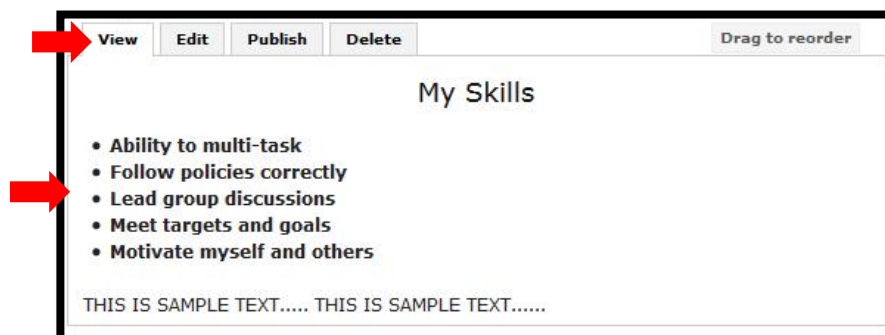 View Edit Publish Delete Drag to reorder
My Skills
• Ability to multi-task
• Follow policies correctly
• Lead group discussions
• Meet targets and goals
• Motivate myself and others
THIS IS SAMPLE TEXT..... THIS IS SAMPLE TEXT......